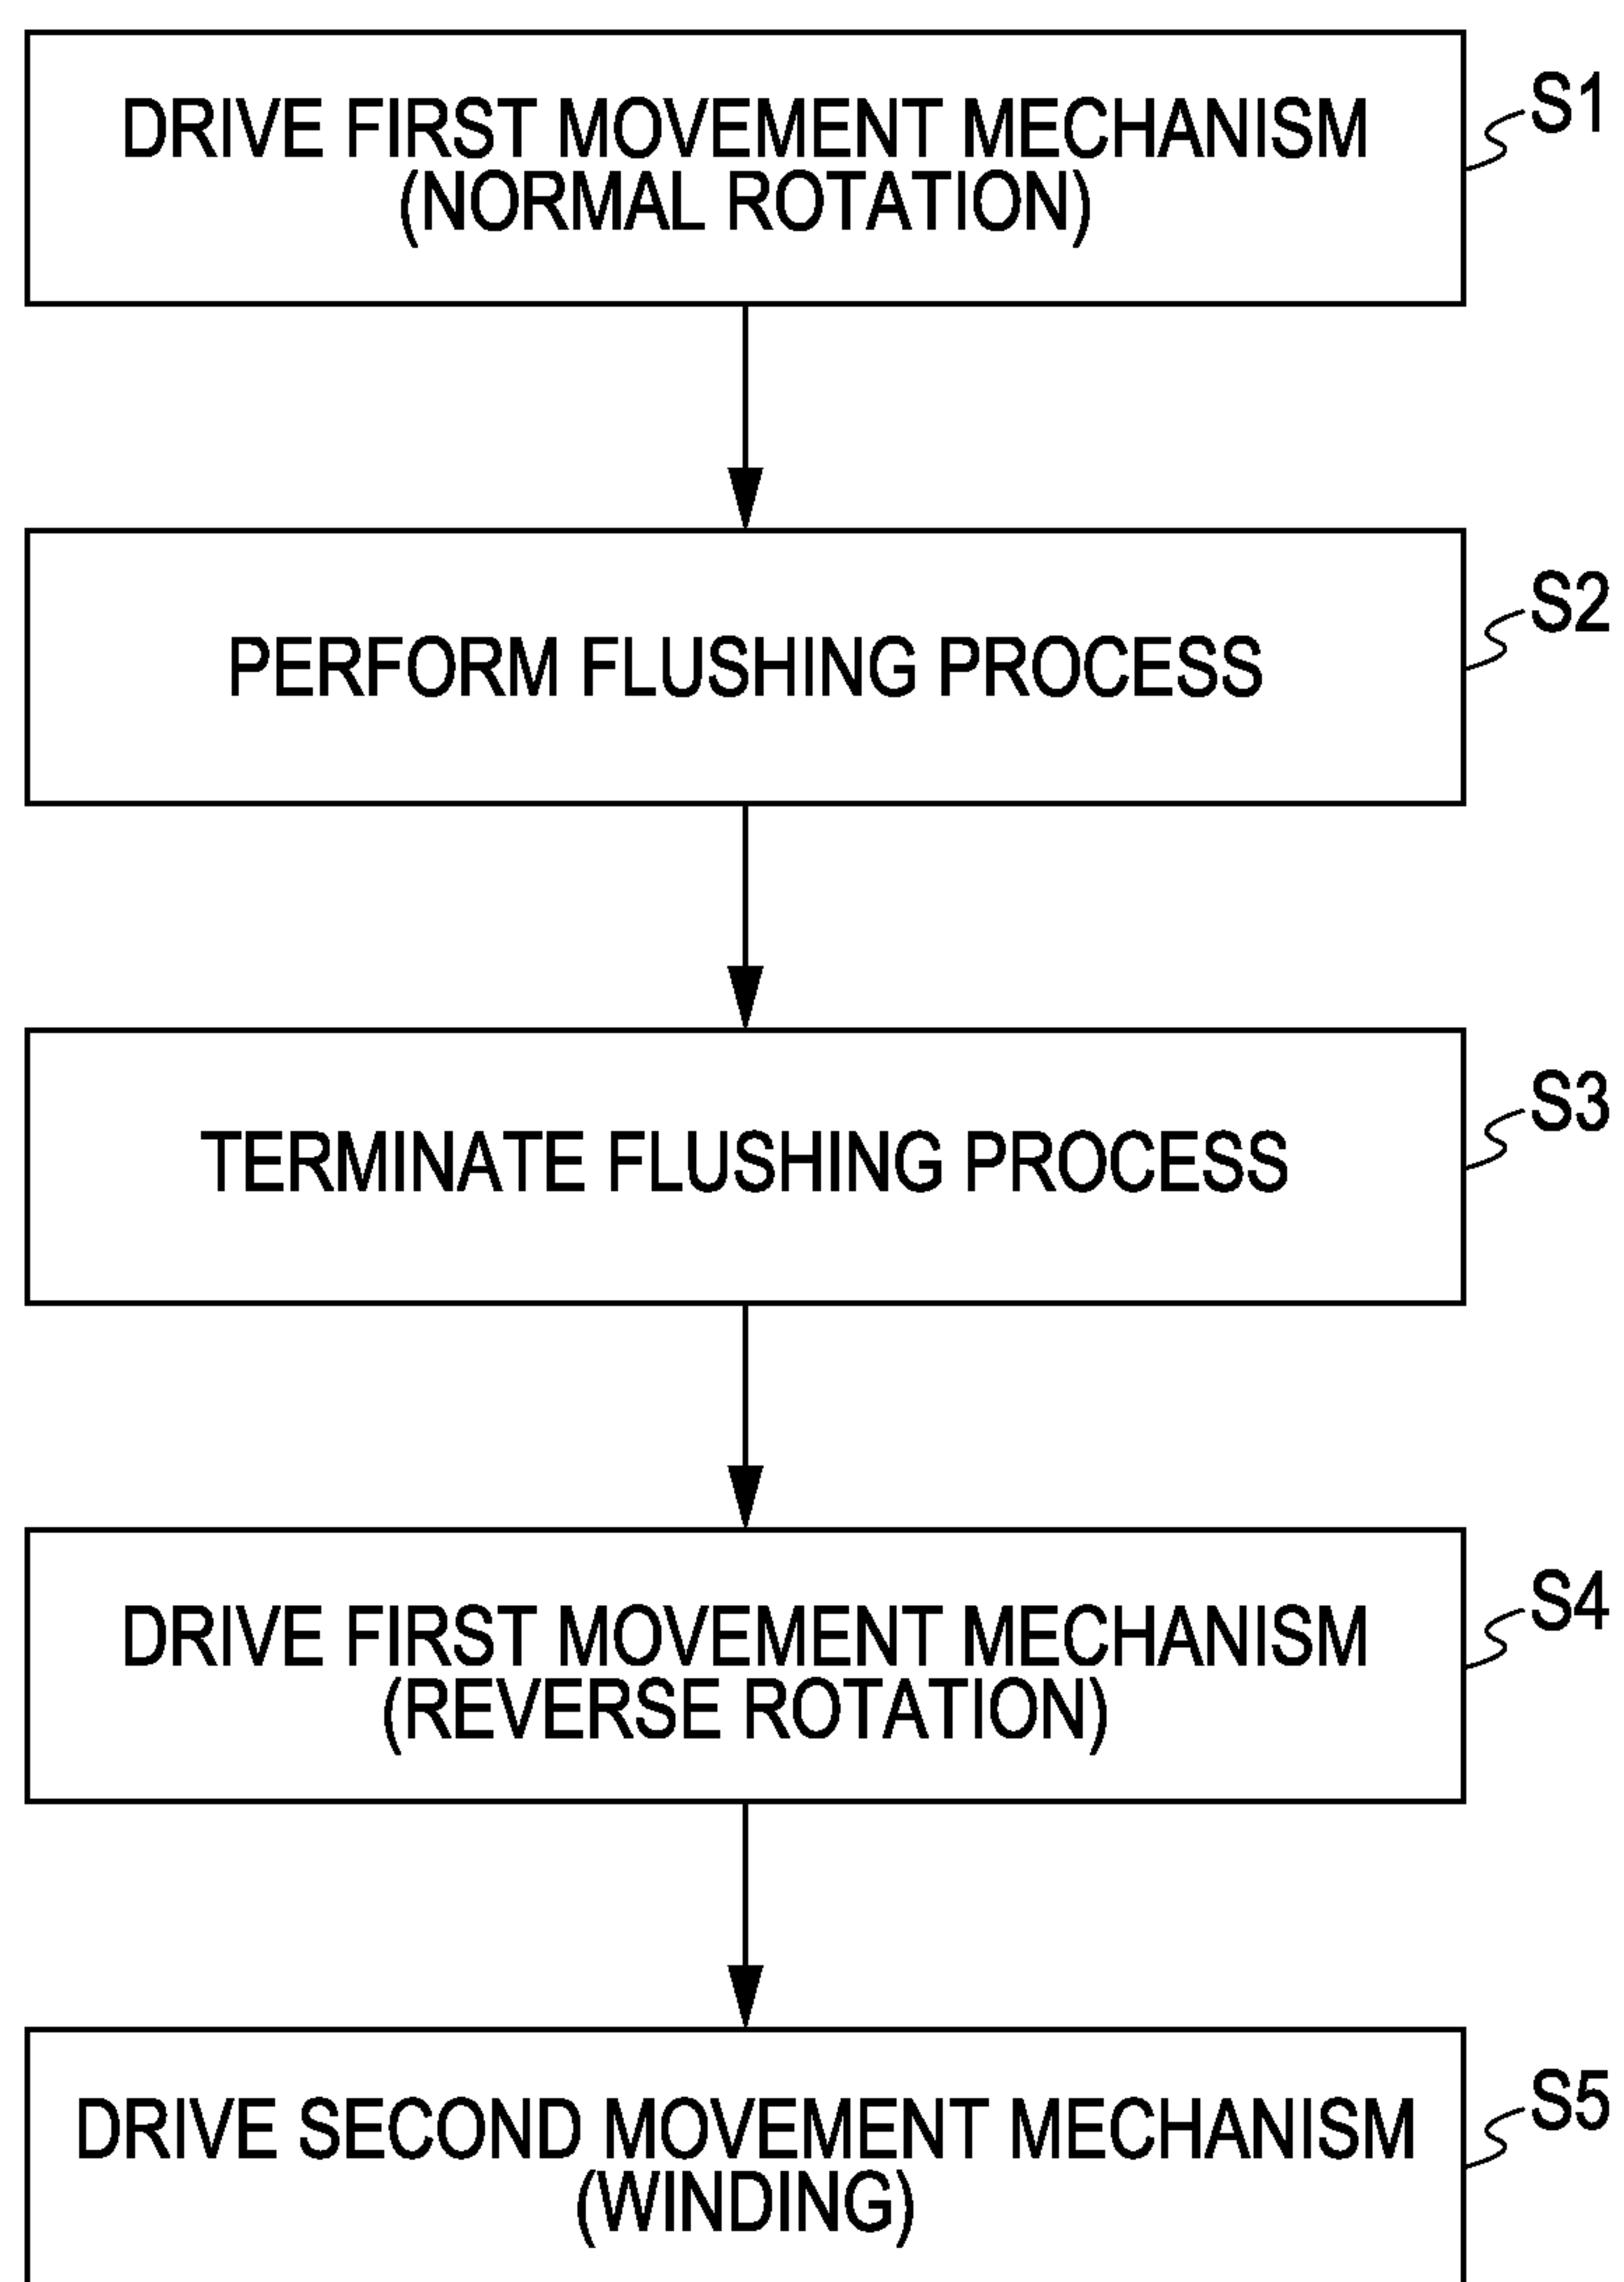 DRIVE FIRST MOVEMENT MECHANISM
(NORMAL ROTATION)
S1
PERFORM FLUSHING PROCESS
S2
TERMINATE FLUSHING PROCESS
S3
DRIVE FIRST MOVEMENT MECHANISM
(REVERSE ROTATION)
S4
DRIVE SECOND MOVEMENT MECHANISM
(WINDING)
S5